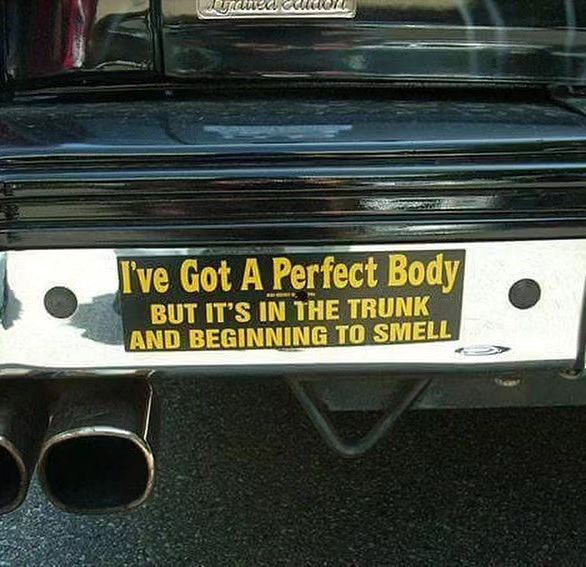 Limited Edition
I've Got A Perfect Body
BUT IT'S IN THE TRUNK
AND BEGINNING TO SMELL